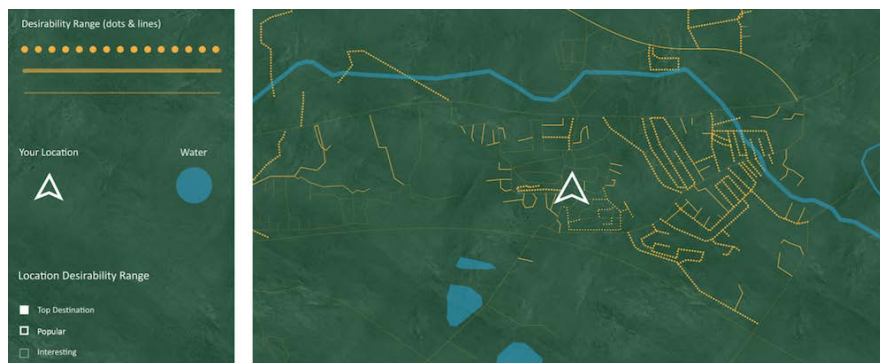 Desirability Range (dots & lines)
Your Location
Water
Location Desirability Range
Top Destination
Popular
Interesting